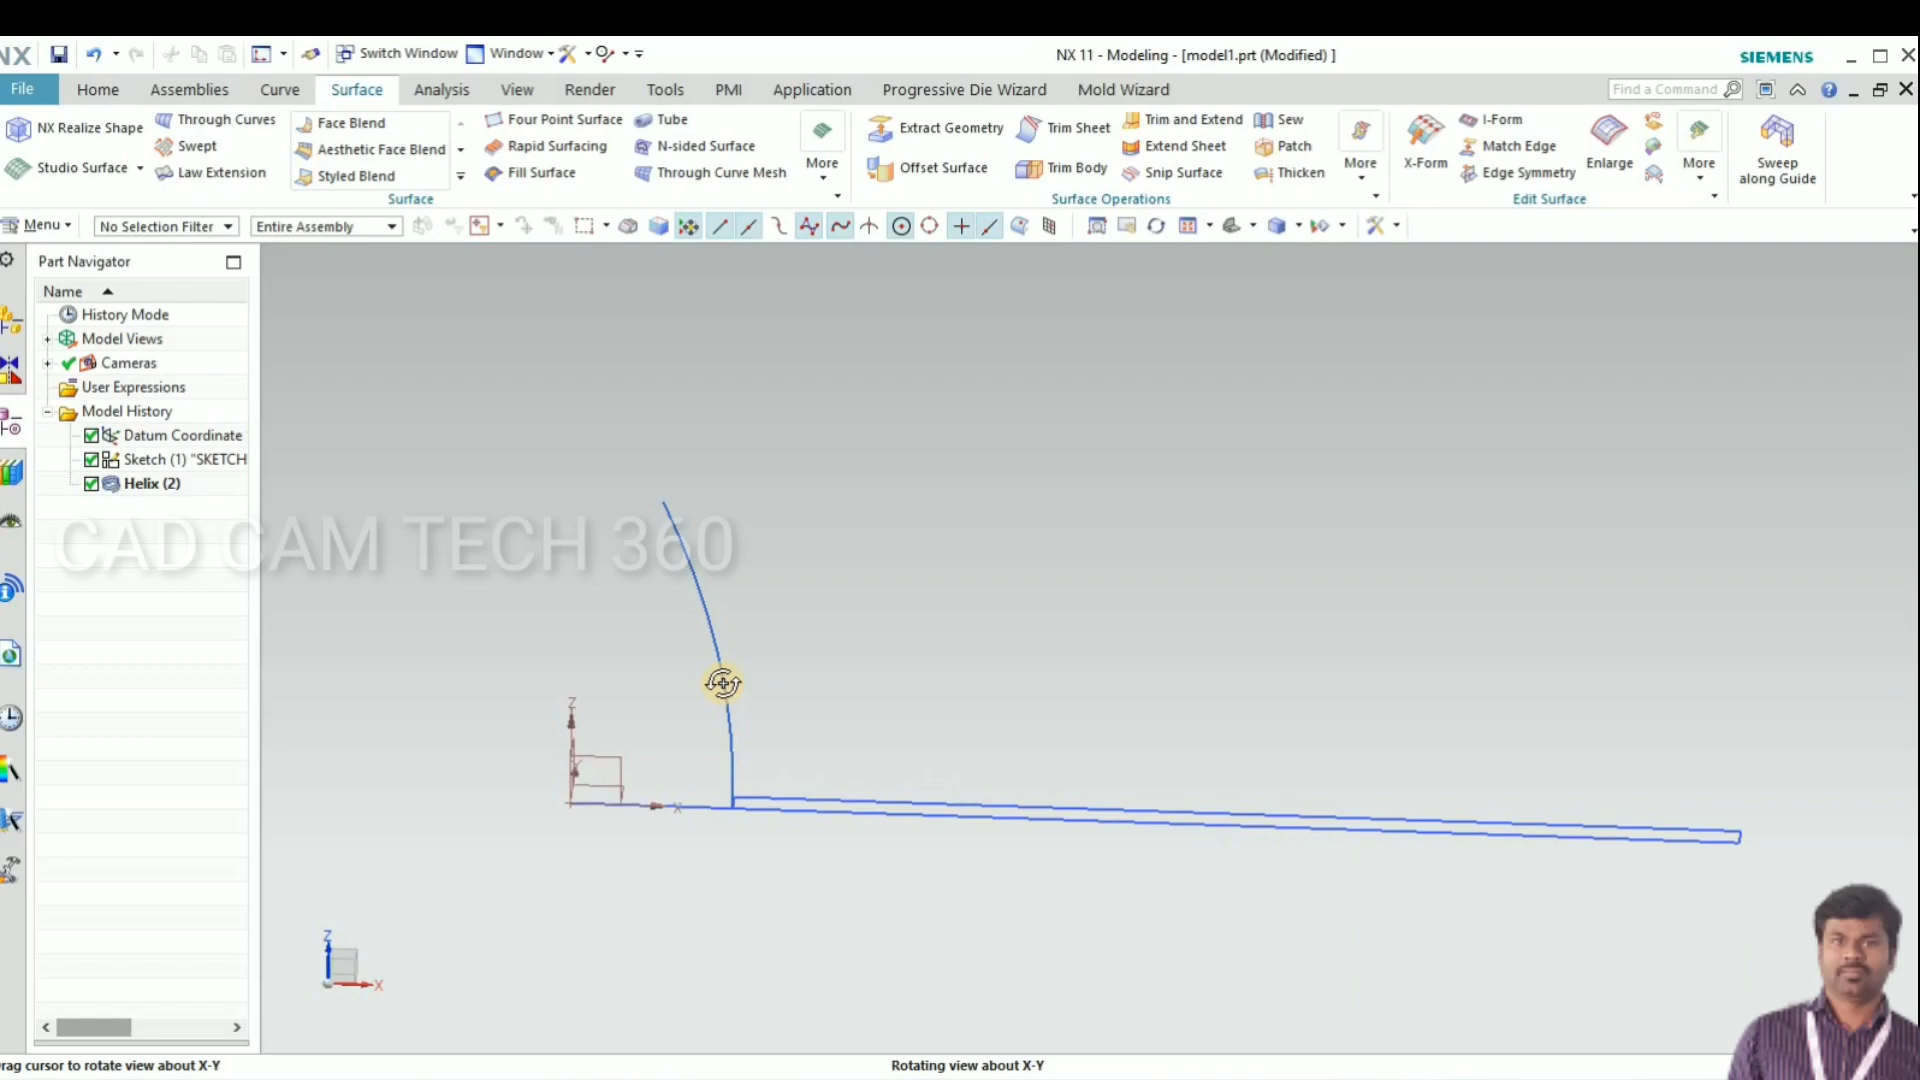 NX
Switch Window
Window
NX 11 - Modeling - [model1.prt (Modified) ]
SIEMENS
File
Home
Assemblies
Curve
Surface
Analysis
View
Render
Tools
PMI
Application
Progressive Die Wizard
Mold Wizard
Find a Command
NX Realize Shape
Through Curves
Face Blend
Four Point Surface
Tube
Extract Geometry
Trim Sheet
Trim and Extend
Sew
I-Form
Swept
Aesthetic Face Blend
Rapid Surfacing
N-sided Surface
More
Extend Sheet
Patch
More
X-Form
Match Edge
Enlarge
More
Sweep
along Guide
Studio Surface
Law Extension
Styled Blend
Fill Surface
Through Curve Mesh
Offset Surface
Trim Body
Snip Surface
Thicken
Edge Symmetry
Surface
Surface Operations
Edit Surface
Menu
No Selection Filter
Entire Assembly
Part Navigator
Name
History Mode
Model Views
Cameras
User Expressions
Model History
Datum Coordinate
Sketch (1) "SKETCH
Helix (2)
CAD CAM TECH 360
Z
X
Z
X
rag cursor to rotate view about X-Y
Rotating view about X-Y